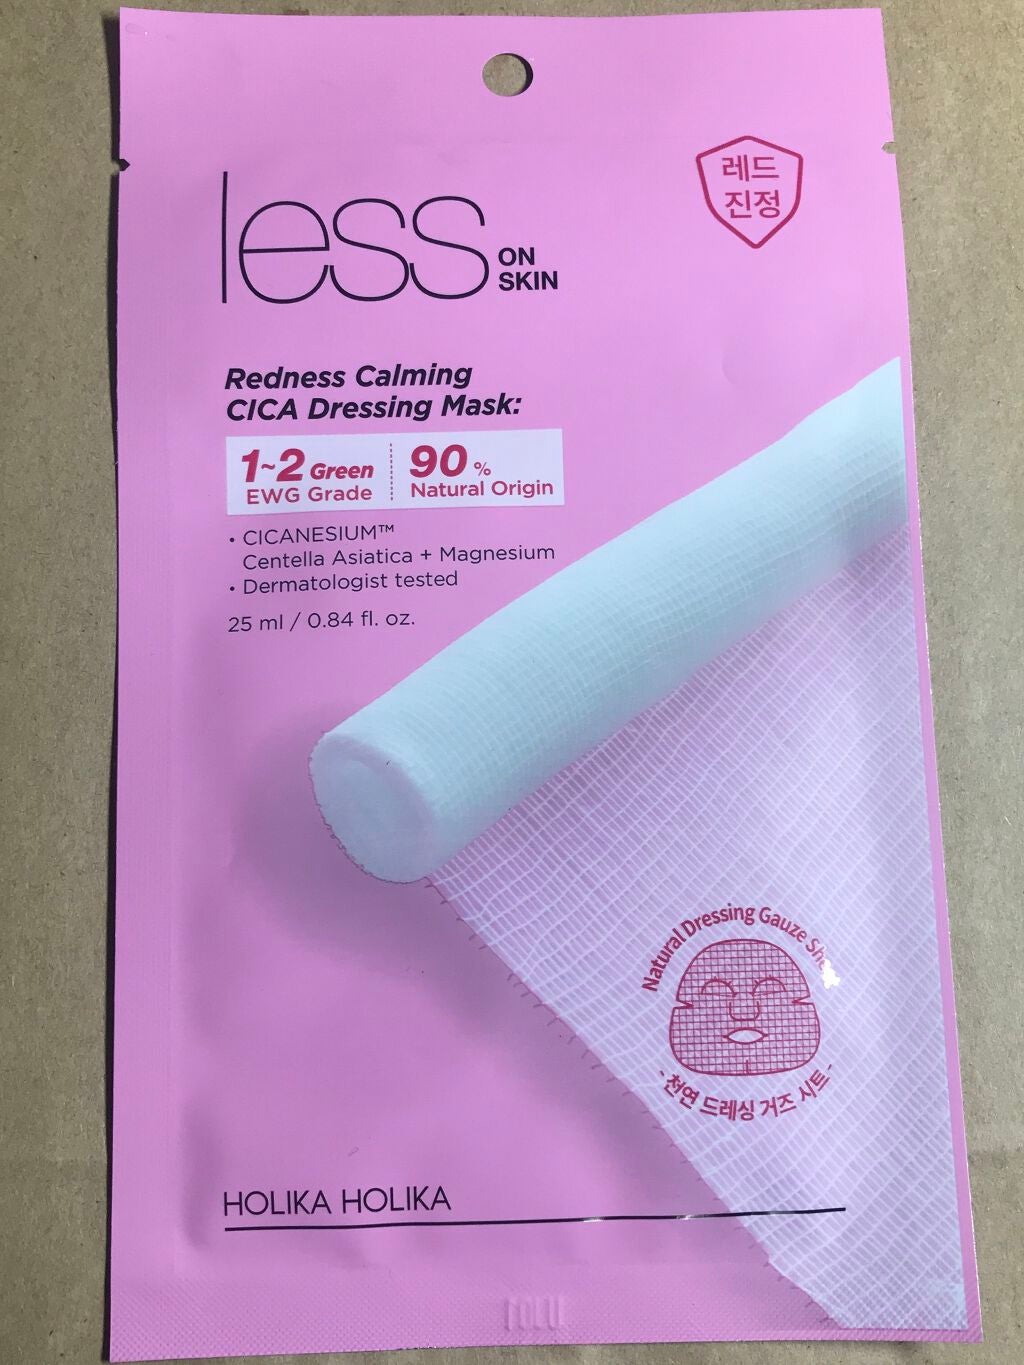 less ON
SKIN
레드
진정
Redness Calming
CICA Dressing Mask:
1~2 Green
EWG Grade
90 %
Natural Origin
• CICANESIUM™
Centella Asiatica + Magnesium
• Dermatologist tested
25 ml / 0.84 fl. oz.
Natural Dressing Gauze
- 천연 드레싱 거즈 시트 -
HOLIKA HOLIKA